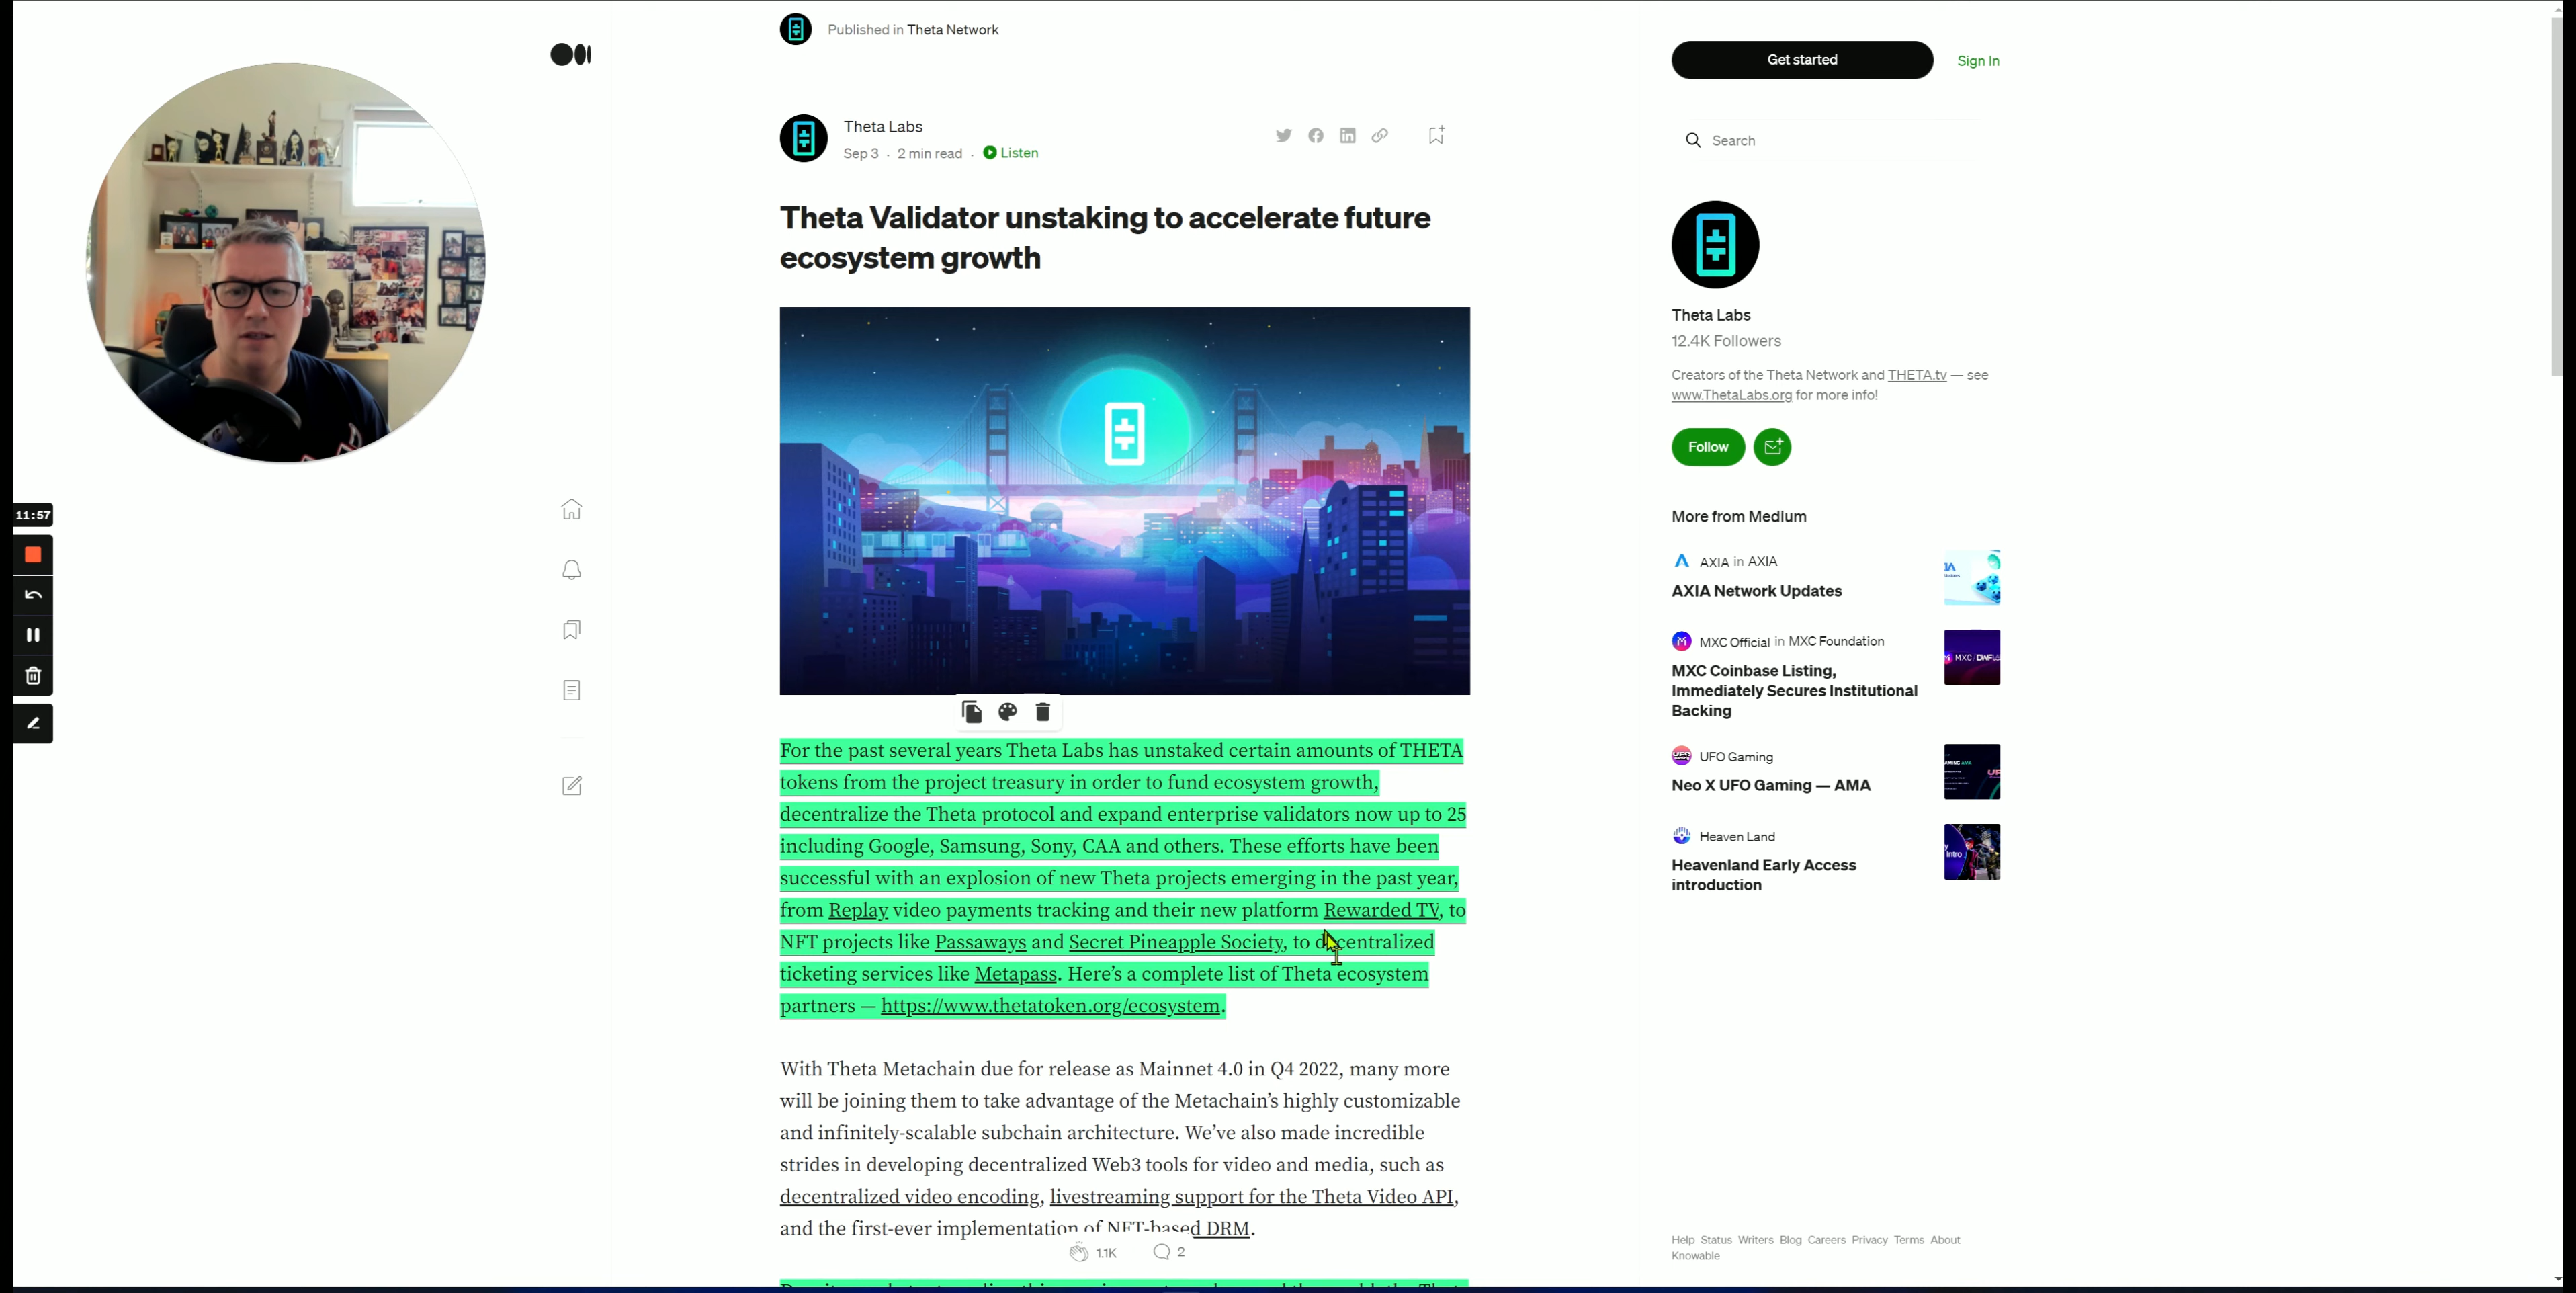 Published in Theta Network
Get started
Sign In
Theta Labs
Sep 3 · 2 min read · Listen
Search
Theta Validator unstaking to accelerate future
ecosystem growth
Theta Labs
12.4K Followers
Creators of the Theta Network and THETA.tv — see
www.ThetaLabs.org for more info!
Follow
11:57
More from Medium
AXIA in AXIA
AXIA Network Updates
MXC Official in MXC Foundation
MXC Coinbase Listing,
Immediately Secures Institutional
Backing
UFO Gaming
Neo X UFO Gaming — AMA
Heaven Land
Heavenland Early Access
introduction
For the past several years Theta Labs has unstaked certain amounts of THETA
tokens from the project treasury in order to fund ecosystem growth,
decentralize the Theta protocol and expand enterprise validators now up to 25
including Google, Samsung, Sony, CAA and others. These efforts have been
successful with an explosion of new Theta projects emerging in the past year,
from Replay video payments tracking and their new platform Rewarded TV, to
NFT projects like Passaways and Secret Pineapple Society, to decentralized
ticketing services like Metapass. Here's a complete list of Theta ecosystem
partners — https://www.thetatoken.org/ecosystem.
With Theta Metachain due for release as Mainnet 4.0 in Q4 2022, many more
will be joining them to take advantage of the Metachain's highly customizable
and infinitely-scalable subchain architecture. We've also made incredible
strides in developing decentralized Web3 tools for video and media, such as
decentralized video encoding, livestreaming support for the Theta Video API,
and the first-ever implementation of NFT-based DRM.
1.1K 2
Help Status Writers Blog Careers Privacy Terms About
Knowable